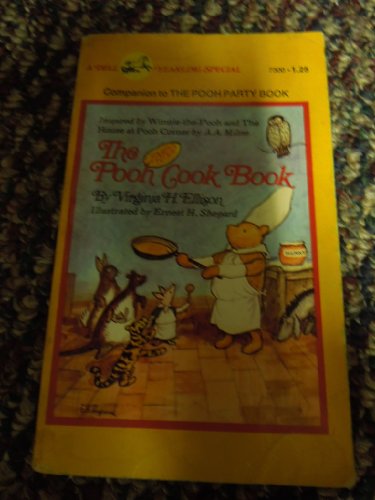 A DELL YEARLING SPECIAL 7300-1.25
Companion to THE POOH PARTY BOOK
Inspired by Winnie-the-Pooh and The
House at Pooh Corner by A.A. Milne
The
Pooh Cook Book
By Virginia H. Ellison
Illustrated by Ernest H. Shepard
HUNNY